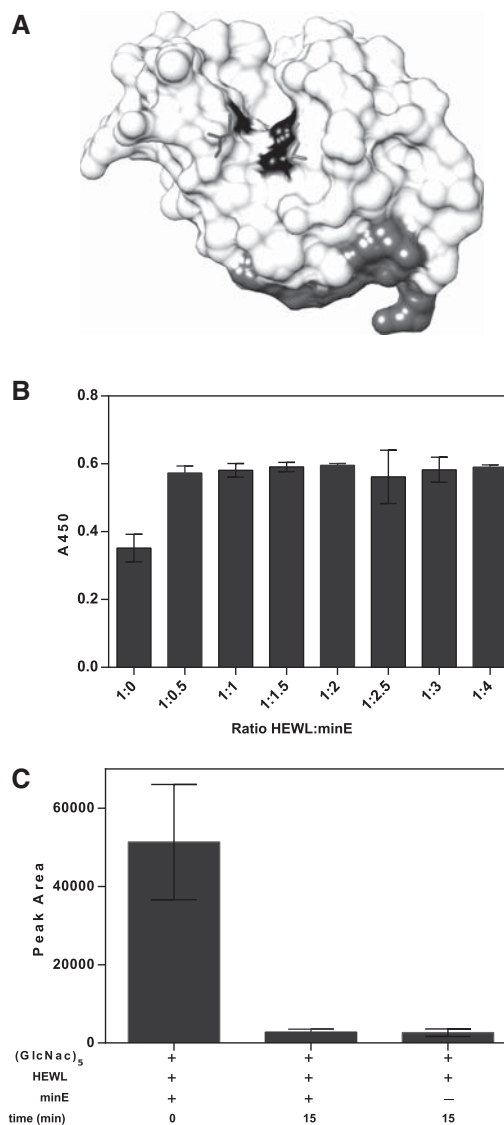 A
B
0.8
0.6
0.4
0.2
0.0
A450
1:0
1:0.5
1:1
1:1.5
1:2
1:2.5
1:3
1:4
Ratio HEWL:minE
C
60000
40000
20000
0
Peak Area
(GlcNac)5 + + +
HEWL + + +
minE + + –
time (min) 0 15 15